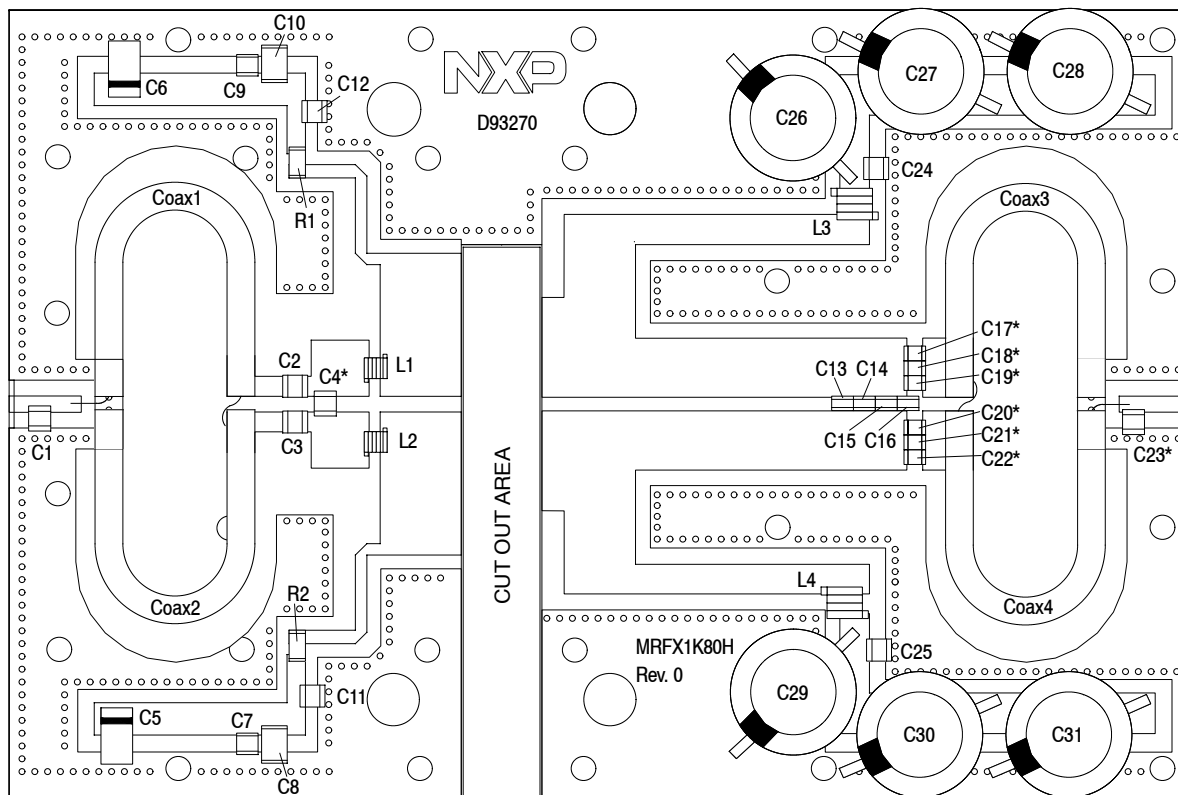 C10
C6
C9
C12
NXP
D93270
C26
C27
C28
C24
Coax1
R1
L3
Coax3
C2
C4*
L1
C17*
C18*
C19*
C13
C14
C1
C3
L2
C15
C16
C20*
C21*
C22*
C23*
CUT OUT AREA
Coax2
R2
L4
Coax4
MRFX1K80H
Rev. 0
C25
C5
C7
C11
C8
C29
C30
C31